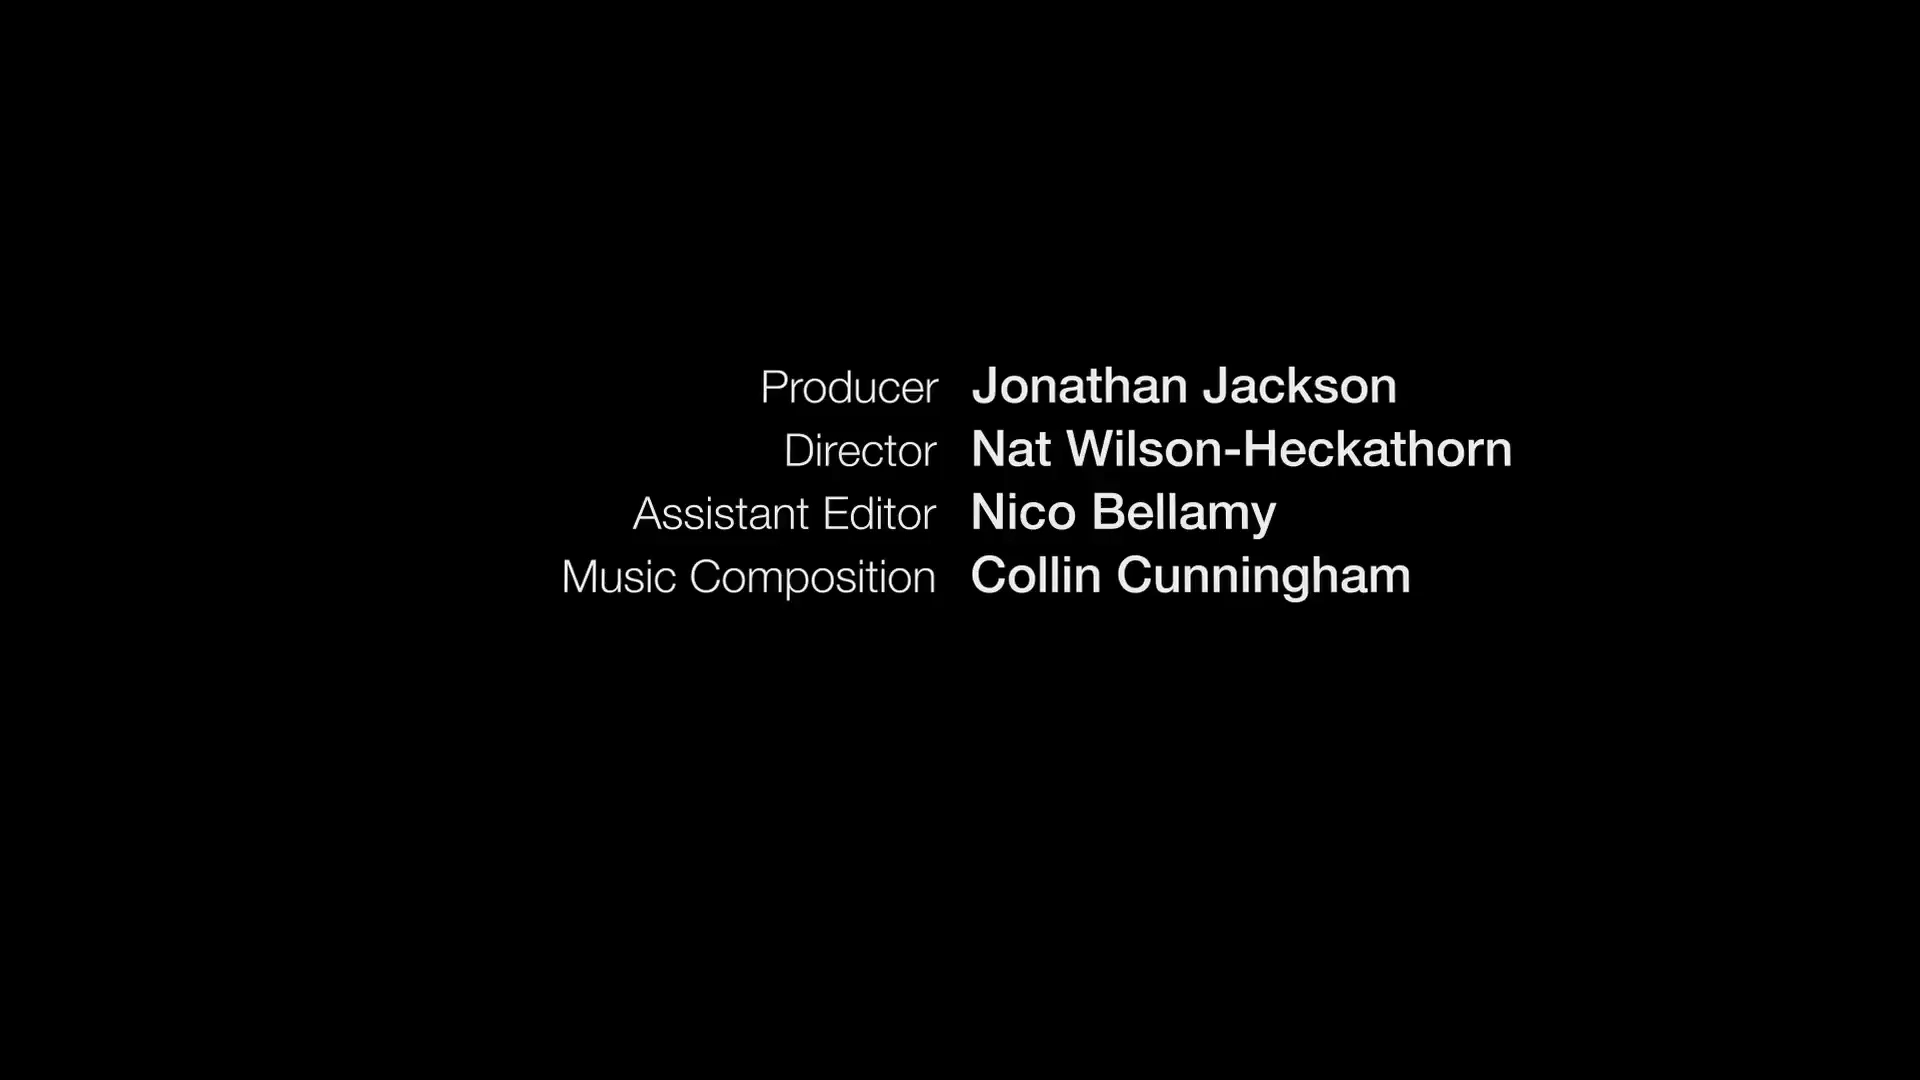 Producer Jonathan Jackson
Director Nat Wilson-Heckathorn
Assistant Editor Nico Bellamy
Music Composition Collin Cunningham